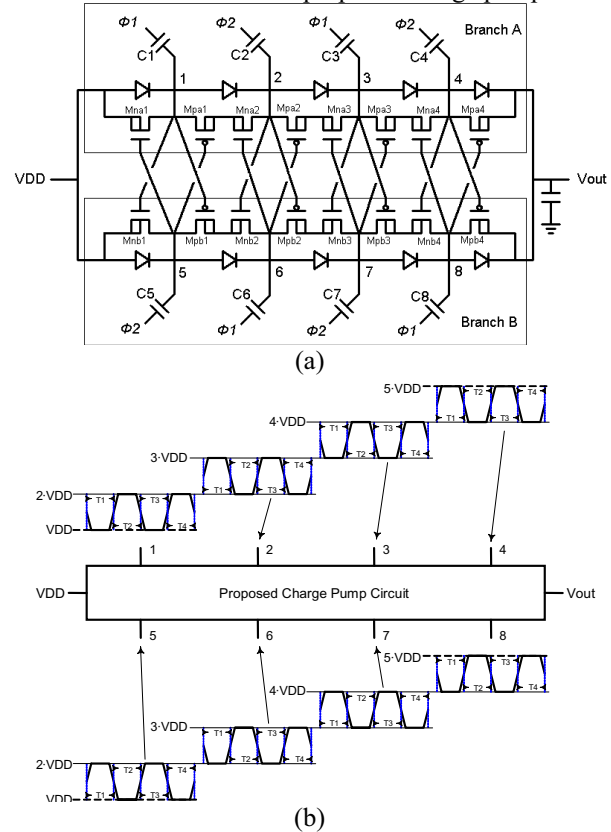 Φ1 Φ2 Φ1 Φ2
Branch A
C1 C2 C3 C4
1 2 3 4
Mna1 Mpa1 Mna2 Mpa2 Mna3 Mpa3 Mna4 Mpa4
VDD Vout
Mnb1 Mpb1 Mnb2 Mpb2 Mnb3 Mpb3 Mnb4 Mpb4
5 6 7 8
C5 C6 C7 C8
Φ2 Φ1 Φ2 Φ1
Branch B
(a)
5·VDD T2 T4
T1 T3
4·VDD T1 T3
T2 T4
3·VDD T2 T4
T1 T3
2·VDD T1 T3
VDD T2 T4
1 2 3 4
VDD Proposed Charge Pump Circuit Vout
5 6 7 8
5·VDD T1 T3
T2 T4
4·VDD T2 T4
T1 T3
3·VDD T1 T3
T2 T4
2·VDD T2 T4
VDD T1 T3
(b)